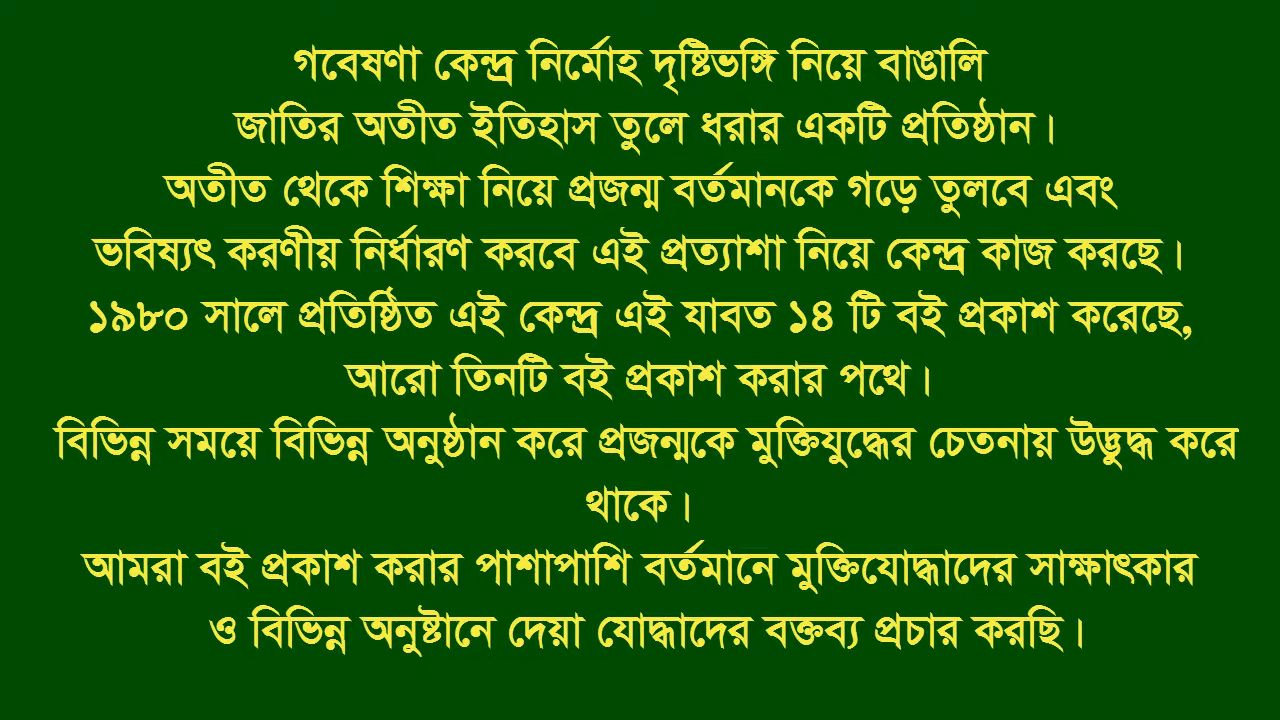 গবেষণা কেন্দ্র নির্মোহ দৃষ্টিভঙ্গি নিয়ে বাঙালি
জাতির অতীত ইতিহাস তুলে ধরার একটি প্রতিষ্ঠান।
অতীত থেকে শিক্ষা নিয়ে প্রজন্ম বর্তমানকে গড়ে তুলবে এবং
ভবিষ্যৎ করণীয় নির্ধারণ করবে এই প্রত্যাশা নিয়ে কেন্দ্র কাজ করছে।
১৯৮০ সালে প্রতিষ্ঠিত এই কেন্দ্র এই যাবত ১৪ টি বই প্রকাশ করেছে,
আরো তিনটি বই প্রকাশ করার পথে।
বিভিন্ন সময়ে বিভিন্ন অনুষ্ঠান করে প্রজন্মকে মুক্তিযুদ্ধের চেতনায় উদ্ভুদ্ধ করে
থাকে।
আমরা বই প্রকাশ করার পাশাপাশি বর্তমানে মুক্তিযোদ্ধাদের সাক্ষাৎকার
ও বিভিন্ন অনুষ্টানে দেয়া যোদ্ধাদের বক্তব্য প্রচার করছি।